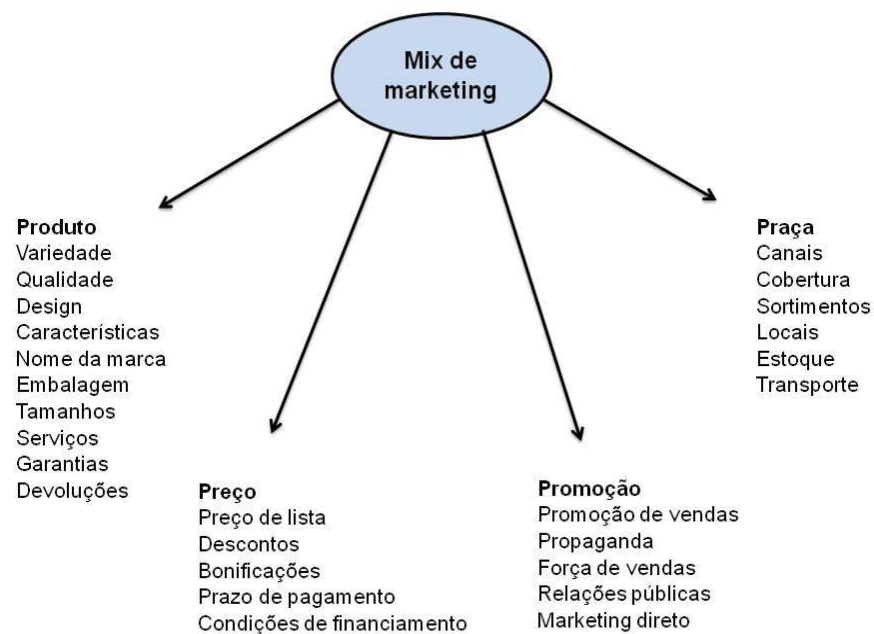 Mix de
marketing
Produto
Variedade
Qualidade
Design
Características
Nome da marca
Embalagem
Tamanhos
Serviços
Garantias
Devoluções
Preço
Preço de lista
Descontos
Bonificações
Prazo de pagamento
Condições de financiamento
Promoção
Promoção de vendas
Propaganda
Força de vendas
Relações públicas
Marketing direto
Praça
Canais
Cobertura
Sortimentos
Locais
Estoque
Transporte